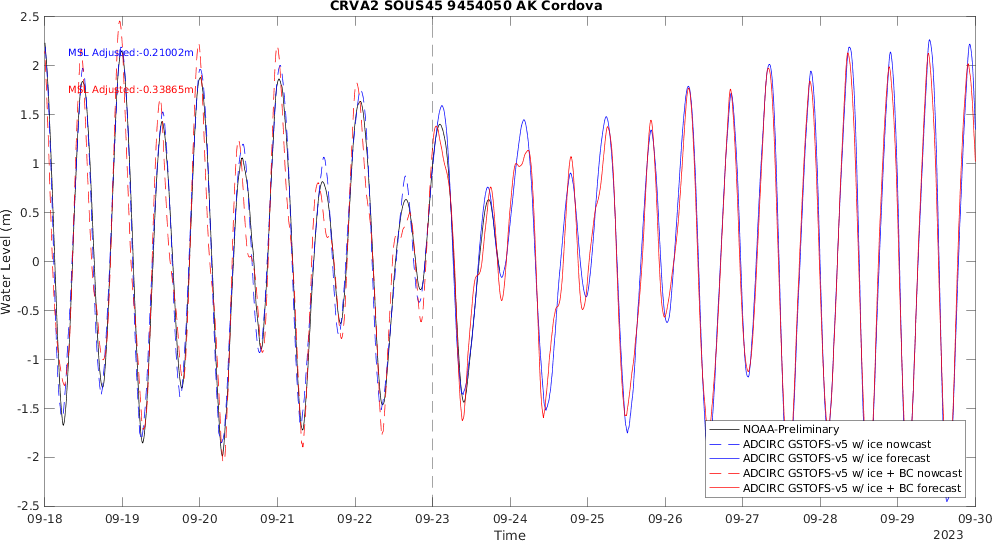 CRVA2 SOUS45 9454050 AK Cordova
2.5
2
1.5
1
0.5
0
-0.5
-1
-1.5
-2
-2.5
Water Level (m)
MSL Adjusted:-0.21002m
MSL Adjusted:-0.33865m
NOAA-Preliminary
ADCIRC GSTOFS-v5 w/ ice nowcast
ADCIRC GSTOFS-v5 w/ ice forecast
ADCIRC GSTOFS-v5 w/ ice + BC nowcast
ADCIRC GSTOFS-v5 w/ ice + BC forecast
09-18 09-19 09-20 09-21 09-22 09-23 09-24 09-25 09-26 09-27 09-28 09-29 09-30
Time
2023